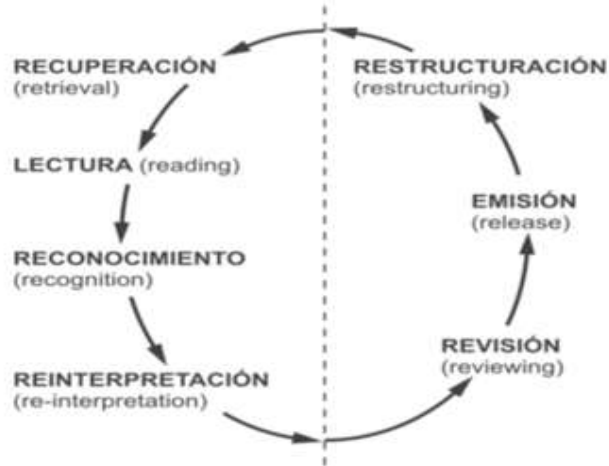 RECUPERACIÓN
(retrieval)
LECTURA (reading)
RECONOCIMIENTO
(recognition)
REINTERPRETACIÓN
(re-interpretation)
RESTRUCTURACIÓN
(restructuring)
EMISIÓN
(release)
REVISIÓN
(reviewing)